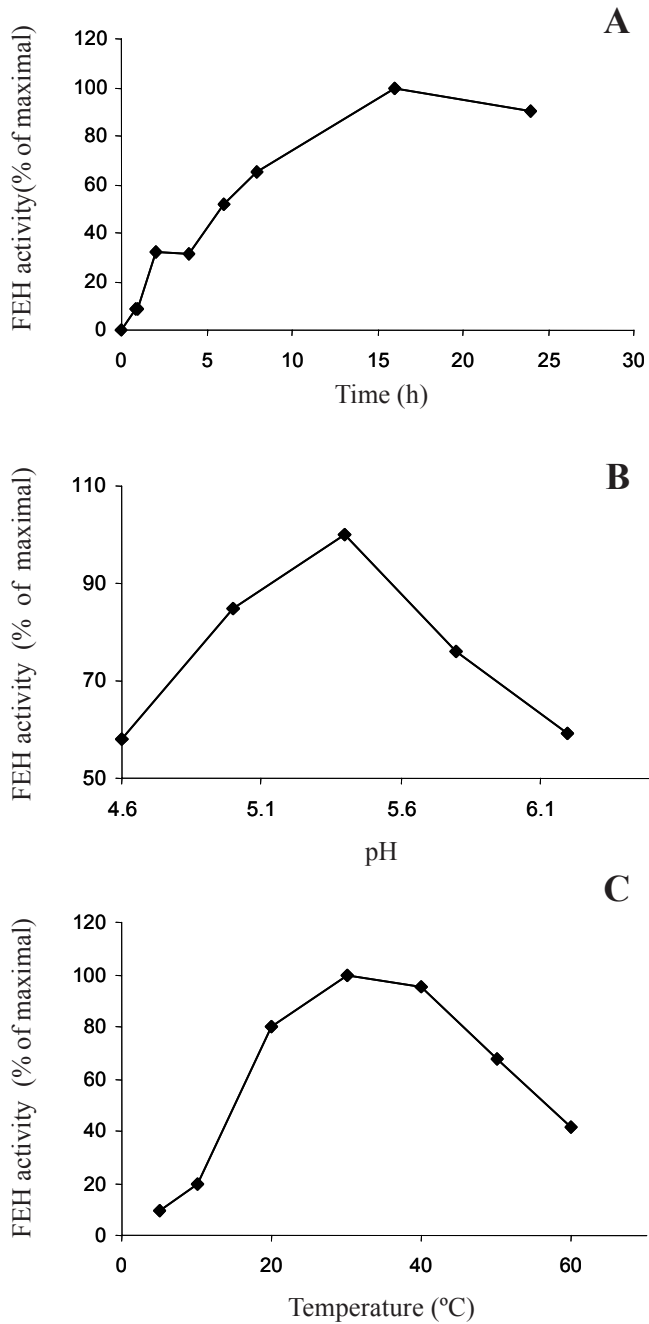 A
FEH activity(% of maximal)
120
100
80
60
40
20
0
0 5 10 15 20 25 30
Time (h)
B
FEH activity (% of maximal)
110
90
70
50
4.6 5.1 5.6 6.1
pH
C
FEH activity (% of maximal)
120
100
80
60
40
20
0
0 20 40 60
Temperature (ºC)